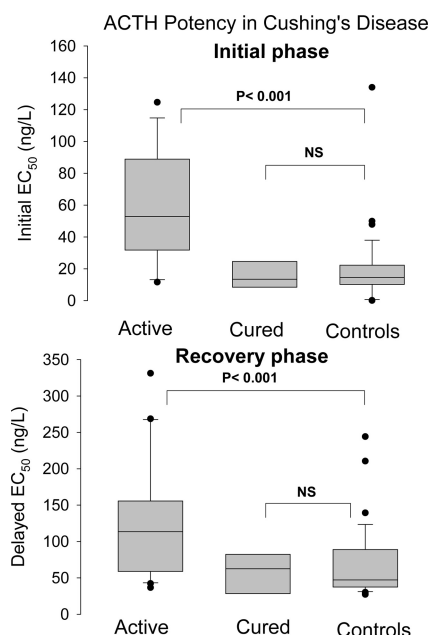 ACTH Potency in Cushing's Disease
Initial phase
160
140
120
100
80
60
40
20
0
Initial EC50 (ng/L)
P< 0.001
NS
Active Cured Controls
Recovery phase
350
300
250
200
150
100
50
0
Delayed EC50 (ng/L)
P< 0.001
NS
Active Cured Controls